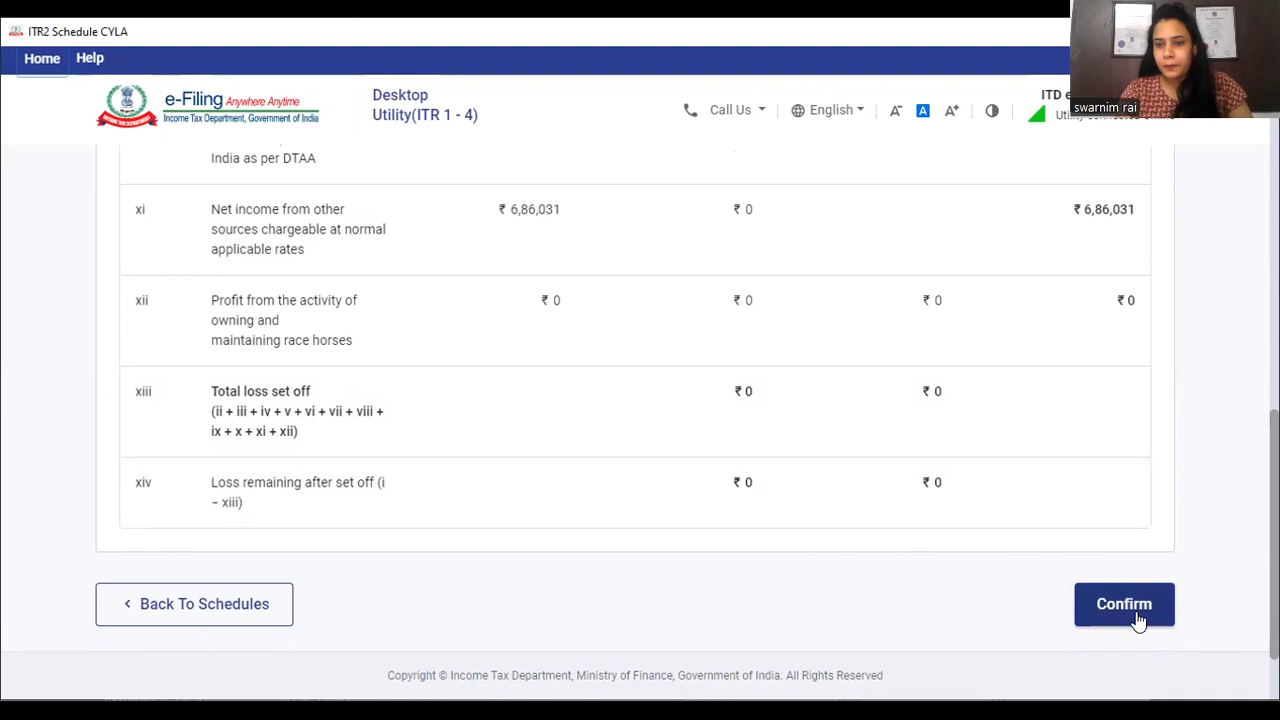 ITR2 Schedule CYLA
Home Help
e-Filing Anywhere Anytime
Income Tax Department, Government of India
Desktop
Utility(ITR 1 - 4)
Call Us
English
A-
A
A+
ITD e
swarnim rai
India as per DTAA
xi Net income from other ₹ 6,86,031 ₹ 0 ₹ 6,86,031
sources chargeable at normal
applicable rates
xii Profit from the activity of ₹ 0 ₹ 0 ₹ 0 ₹ 0
owning and
maintaining race horses
xiii Total loss set off ₹ 0 ₹ 0
(ii + iii + iv + v + vi + vii + viii +
ix + x + xi + xii)
xiv Loss remaining after set off (i ₹ 0 ₹ 0
− xiii)
Back To Schedules
Confirm
Copyright © Income Tax Department, Ministry of Finance, Government of India. All Rights Reserved